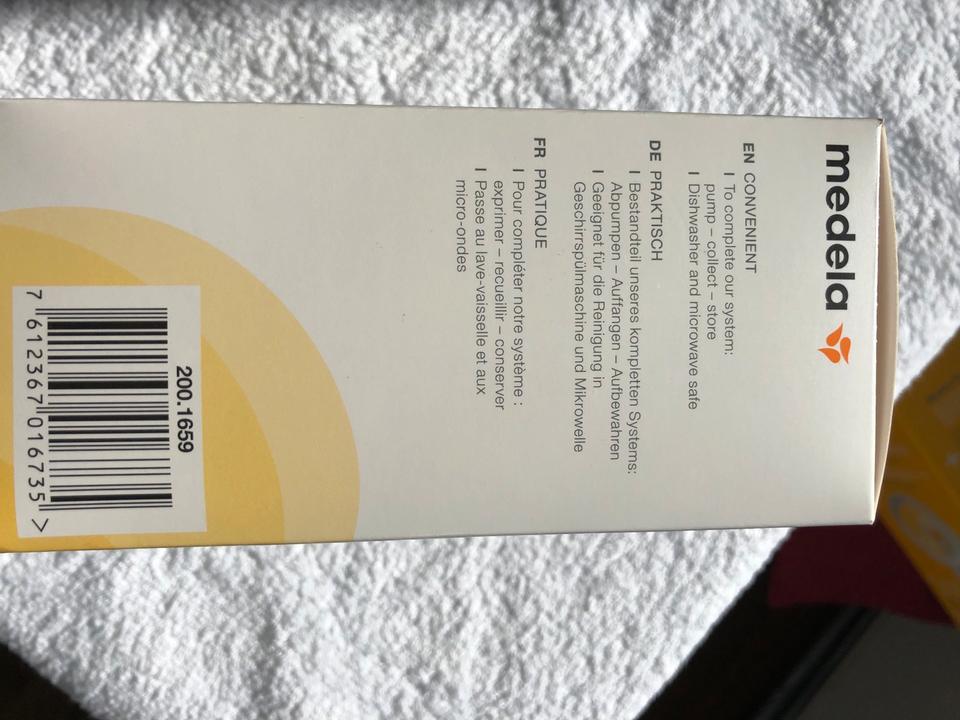 medela
EN CONVENIENT
I To complete our system:
pump – collect – store
I Dishwasher and microwave safe
DE PRAKTISCH
I Bestandteil unseres kompletten Systems:
Abpumpen – Auffangen – Aufbewahren
I Geeignet für die Reinigung in
Geschirrspülmaschine und Mikrowelle
FR PRATIQUE
I Pour compléter notre système :
exprimer – recueillir – conserver
I Passe au lave-vaisselle et aux
micro-ondes
200.1659
7 612367 016735 >